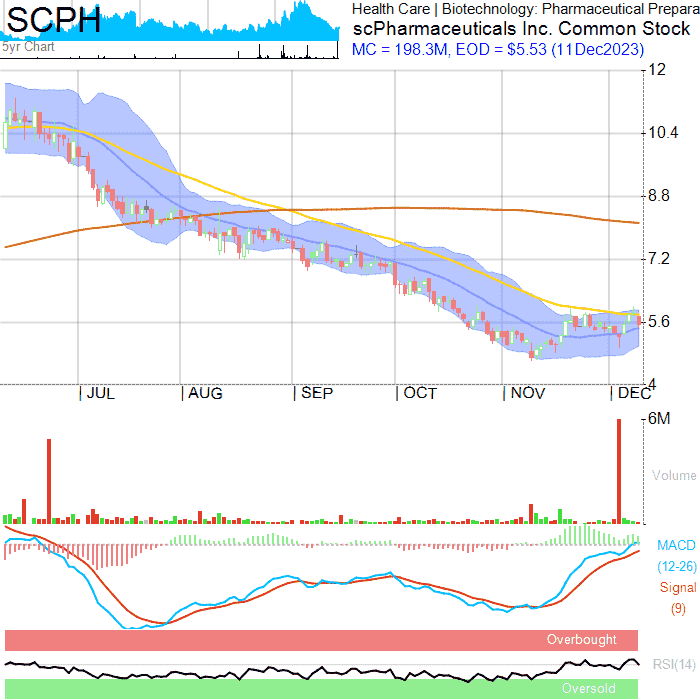 SCPH
5yr Chart
Health Care | Biotechnology: Pharmaceutical Prepara
scPharmaceuticals Inc. Common Stock
MC = 198.3M, EOD = $5.53 (11Dec2023)
12
10.4
8.8
7.2
5.6
4
JUL AUG SEP OCT NOV DEC
6M
Volume
MACD
(12-26)
Signal
(9)
Overbought
RSI(14)
Oversold